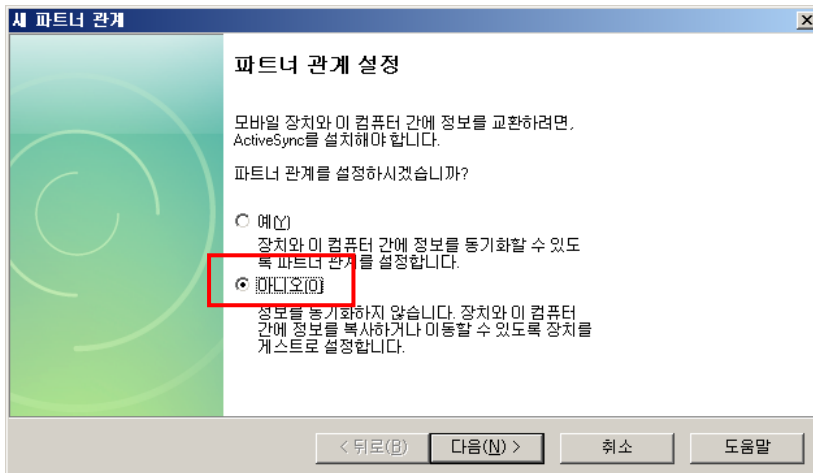 새 파트너 관계
파트너 관계 설정
모바일 장치와 이 컴퓨터 간에 정보를 교환하려면,
ActiveSync를 설치해야 합니다.
파트너 관계를 설정하시겠습니까?
예(Y)
장치와 이 컴퓨터 간에 정보를 동기화할 수 있도
록 파트너 관계를 설정합니다.
아니오(O)
정보를 동기화하지 않습니다. 장치와 이 컴퓨터
간에 정보를 복사하거나 이동할 수 있도록 장치를
게스트로 설정합니다.
< 뒤로(B) 다음(N) > 취소 도움말